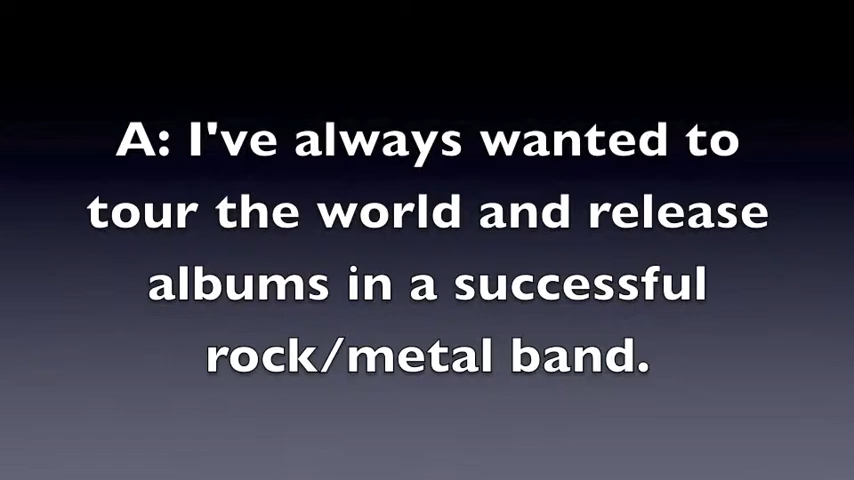 A: I've always wanted to
tour the world and release
albums in a successful
rock/metal band.